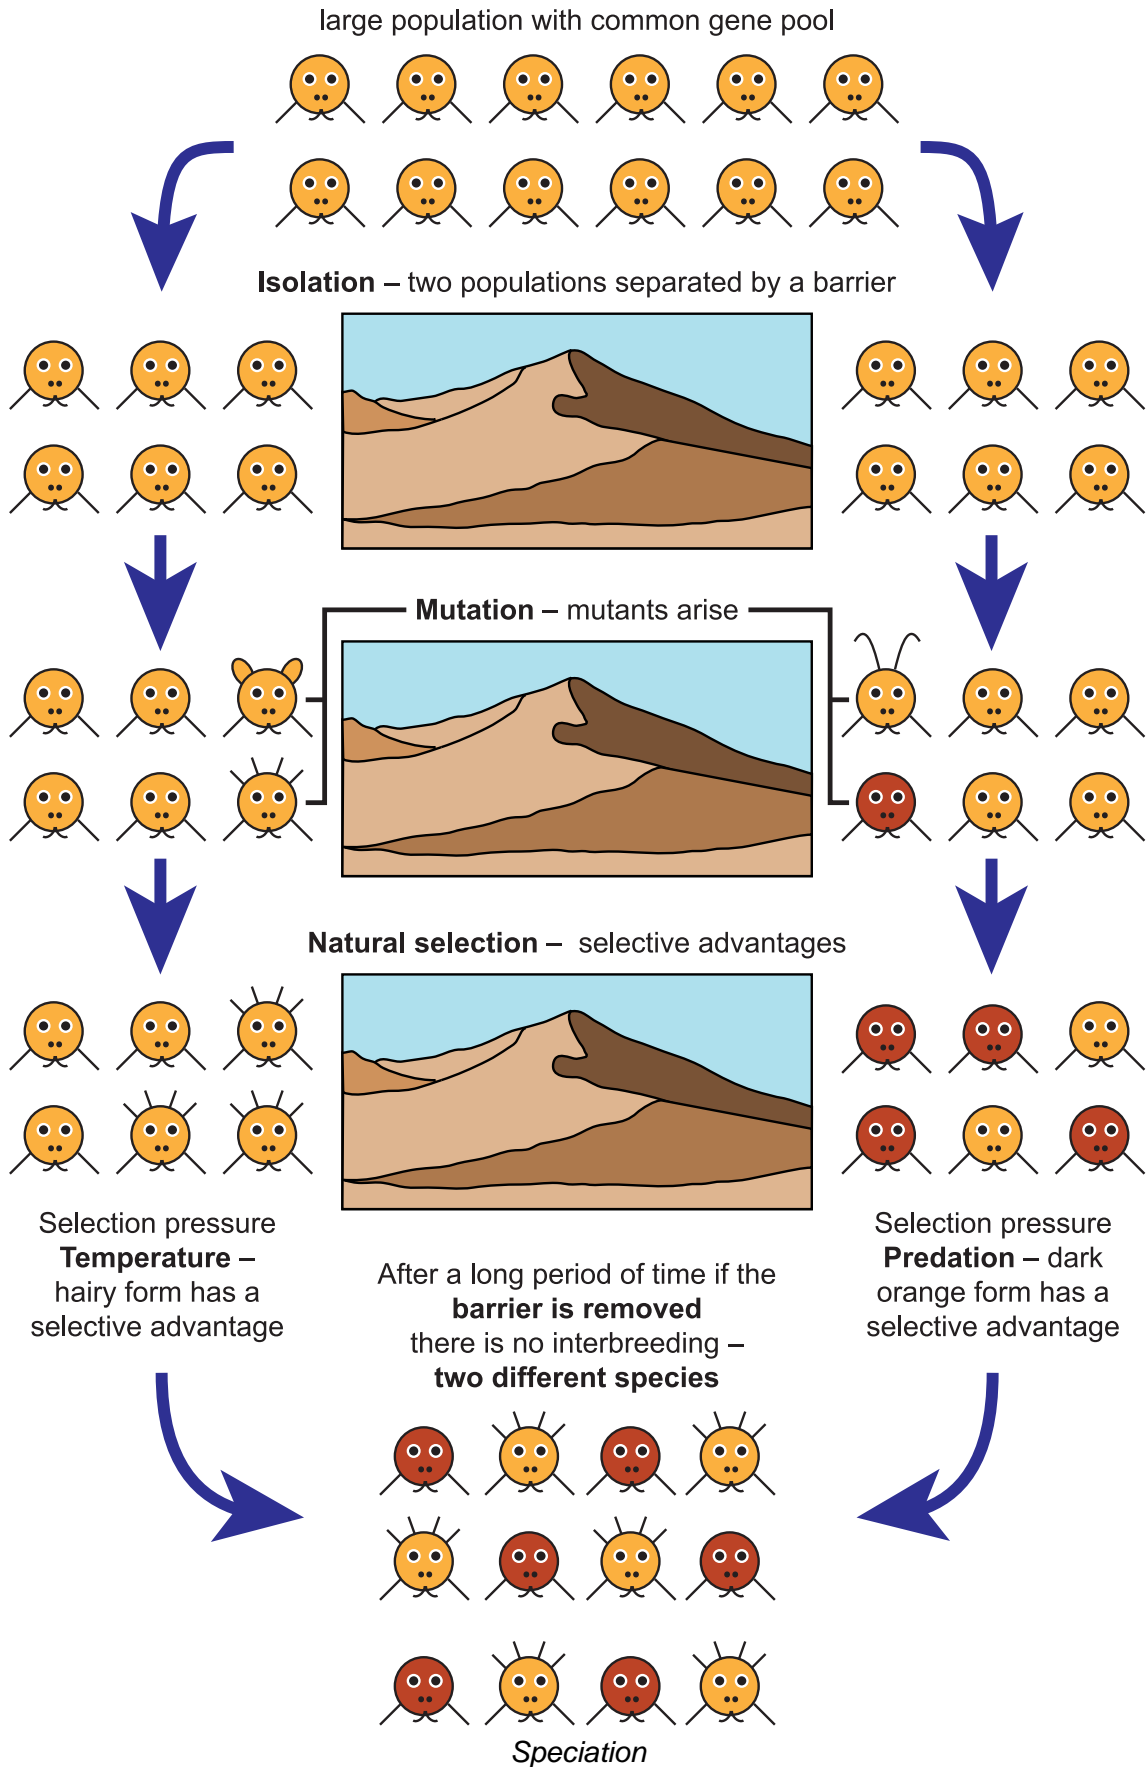 large population with common gene pool
Isolation – two populations separated by a barrier
Mutation – mutants arise
Natural selection – selective advantages
Selection pressure
Temperature –
hairy form has a
selective advantage
After a long period of time if the
barrier is removed
there is no interbreeding –
two different species
Selection pressure
Predation – dark
orange form has a
selective advantage
Speciation